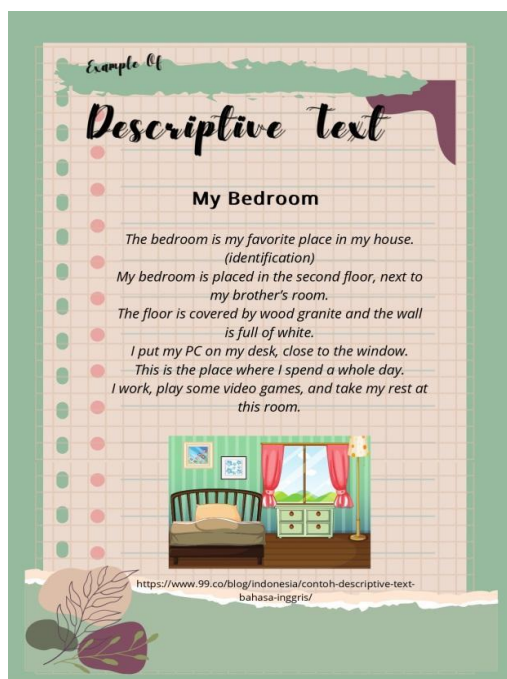 Example Of
Descriptive Text
My Bedroom
The bedroom is my favorite place in my house.
(identification)
My bedroom is placed in the second floor, next to
my brother's room.
The floor is covered by wood granite and the wall
is full of white.
I put my PC on my desk, close to the window.
This is the place where I spend a whole day.
I work, play some video games, and take my rest at
this room.
https://www.99.co/blog/indonesia/contoh-descriptive-text-
bahasa-inggris/